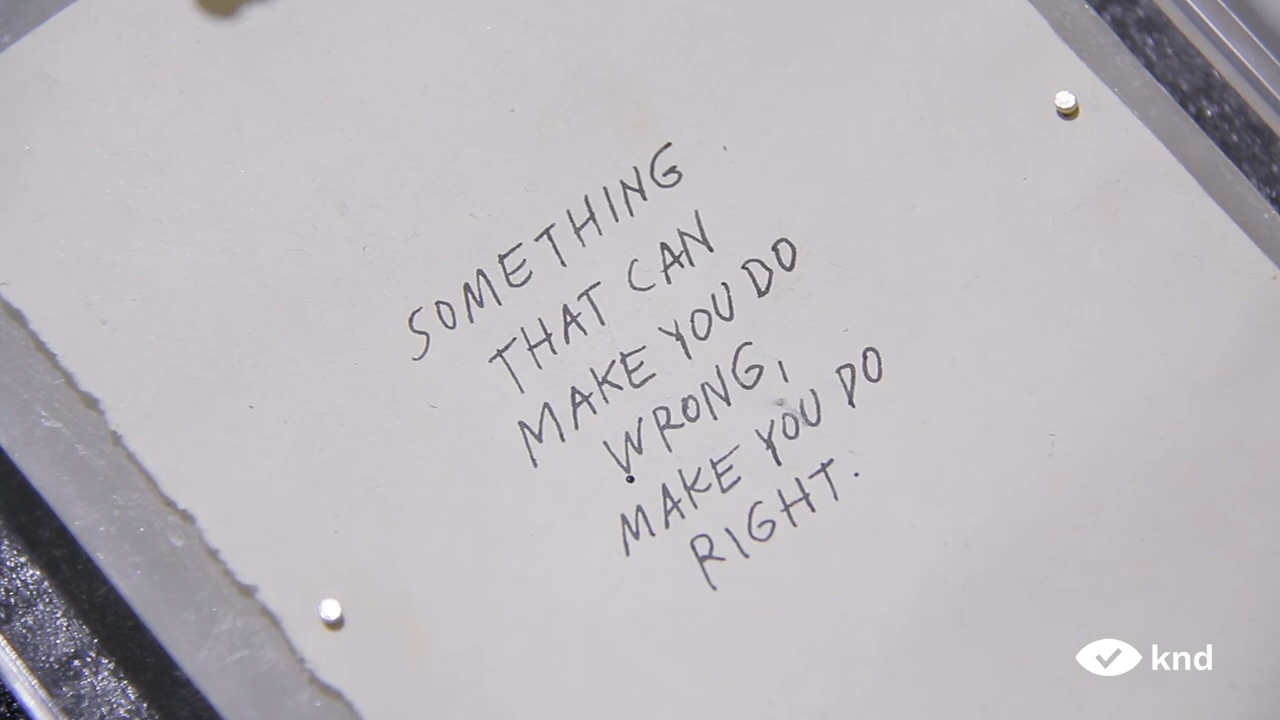 SOMETHING
THAT CAN
MAKE YOU DO
WRONG,
MAKE YOU DO
RIGHT.
knd